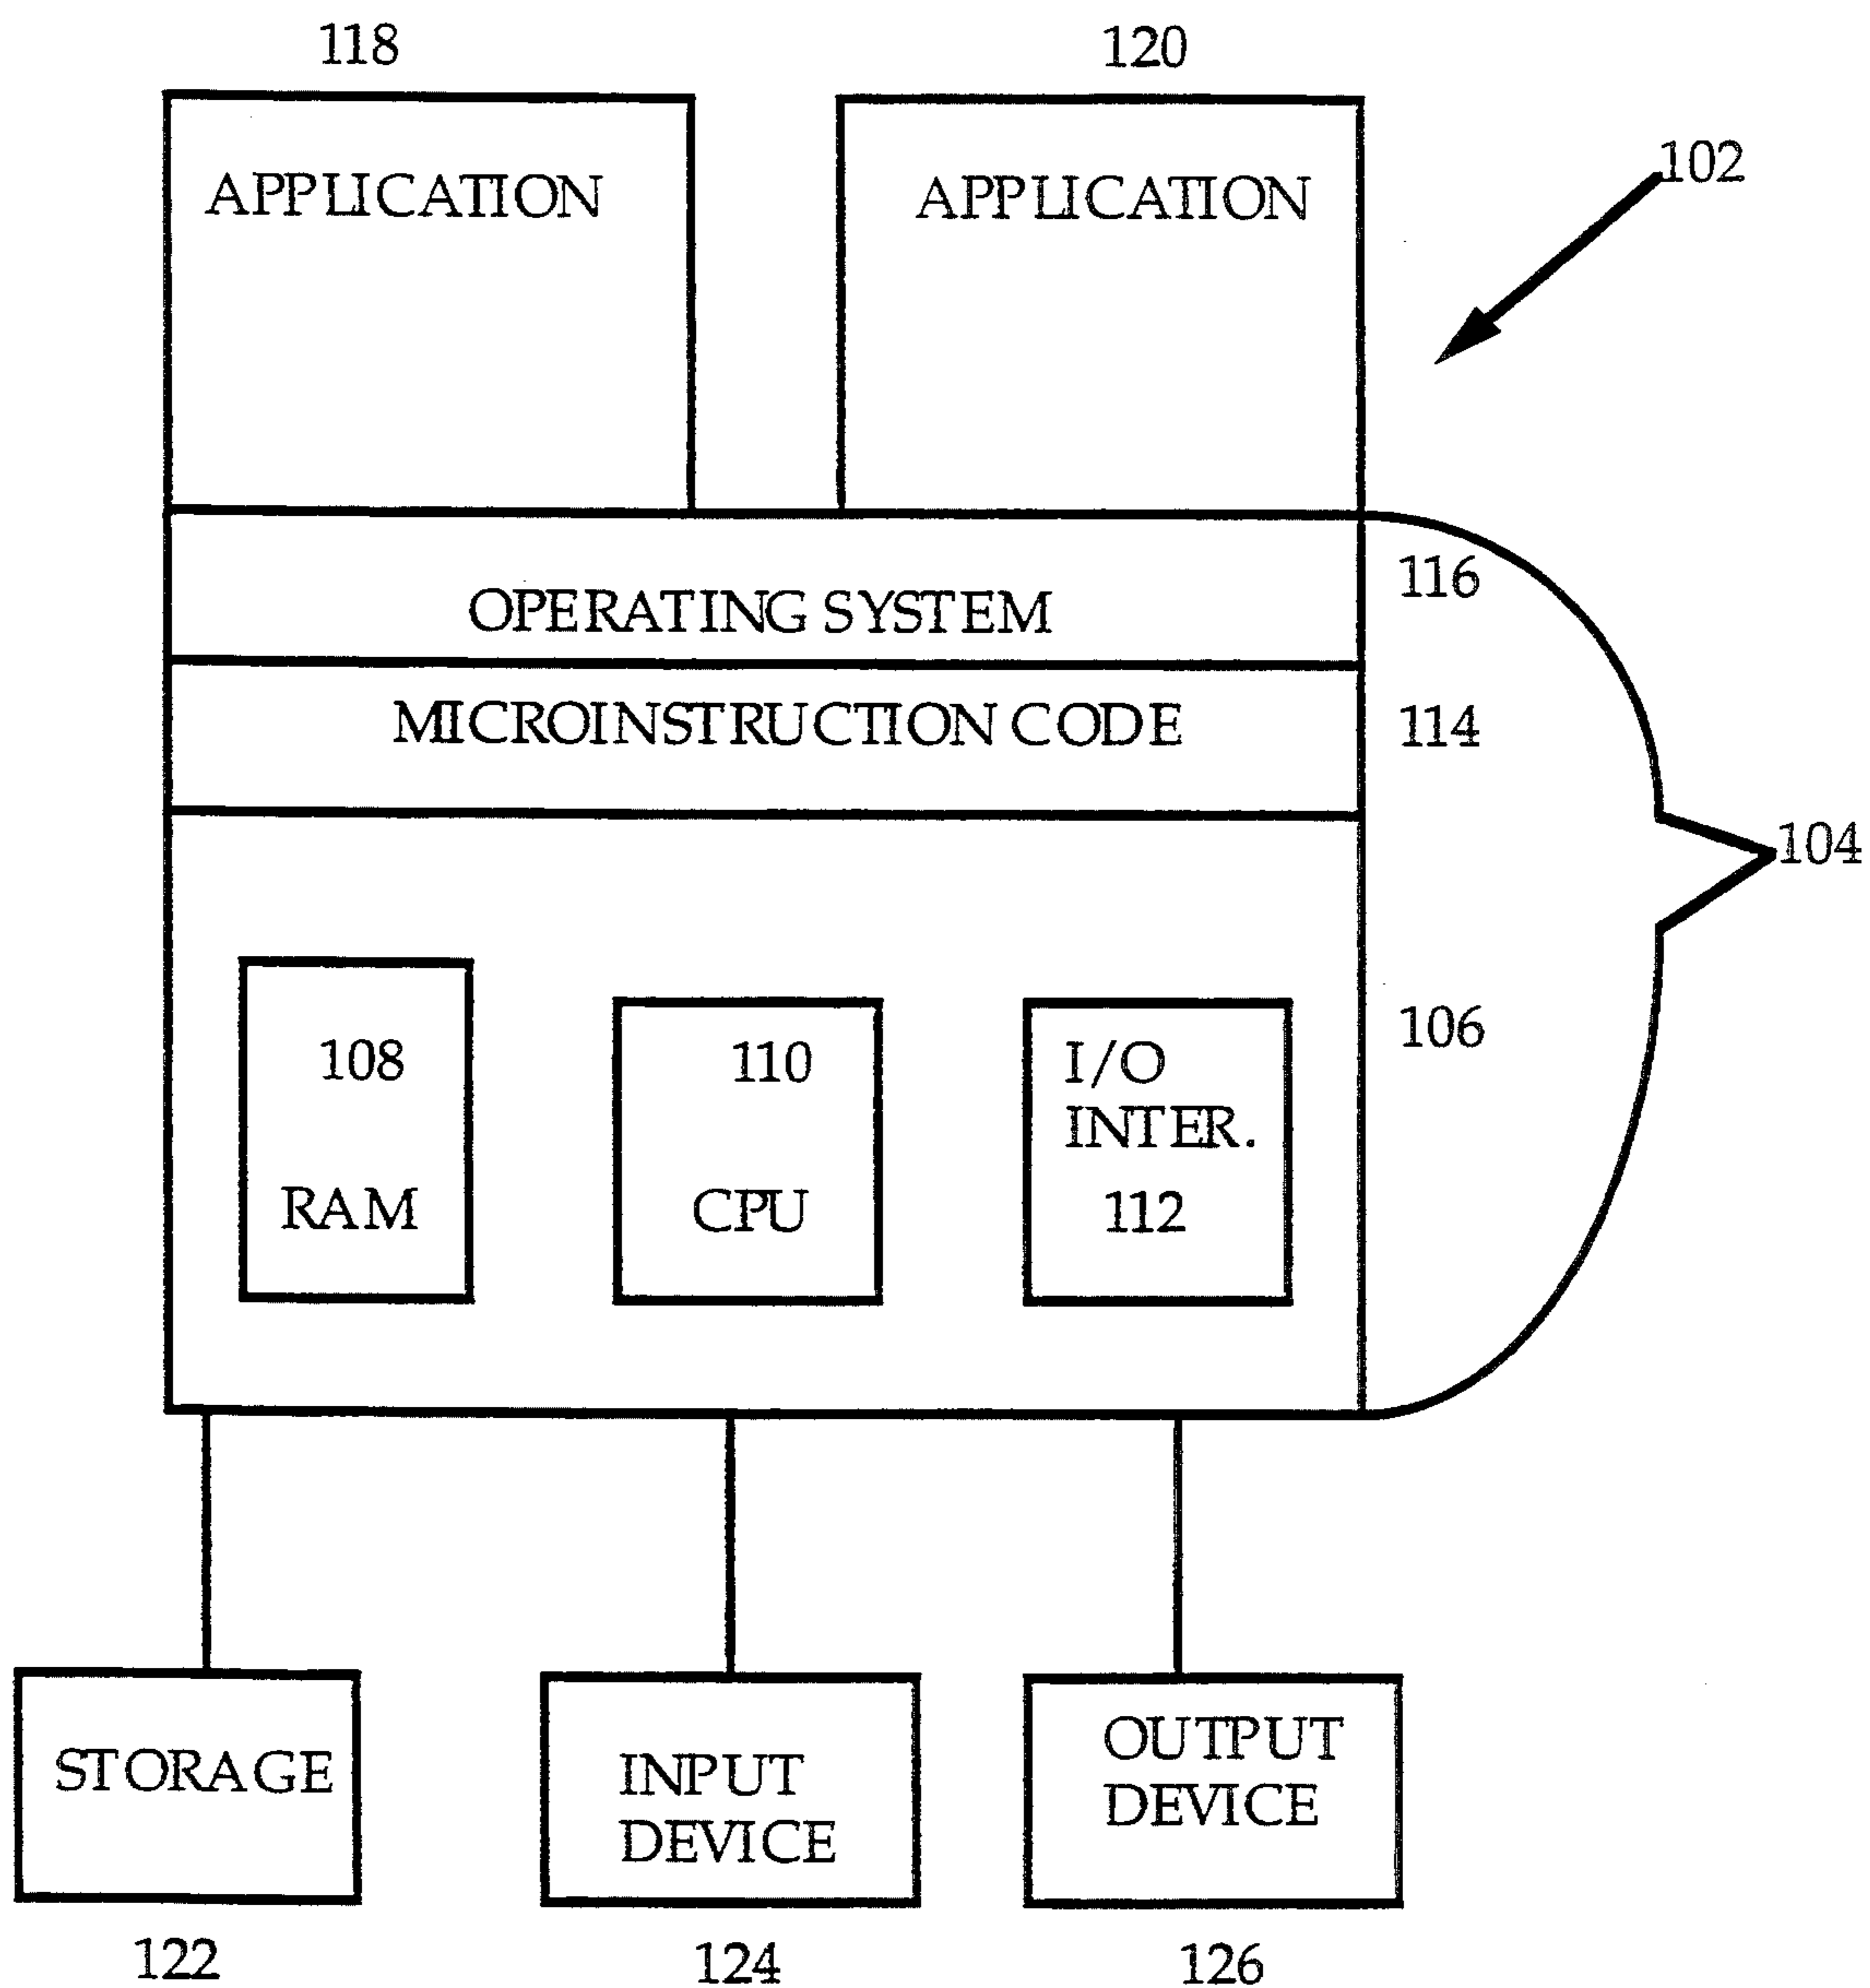 118
120
102
APPLICATION
APPLICATION
116
OPERATING SYSTEM
MICROINSTRUCTION CODE
114
104
106
108
RAM
110
CPU
I/O
INTER.
112
STORAGE
INPUT
DEVICE
OUTPUT
DEVICE
122
124
126